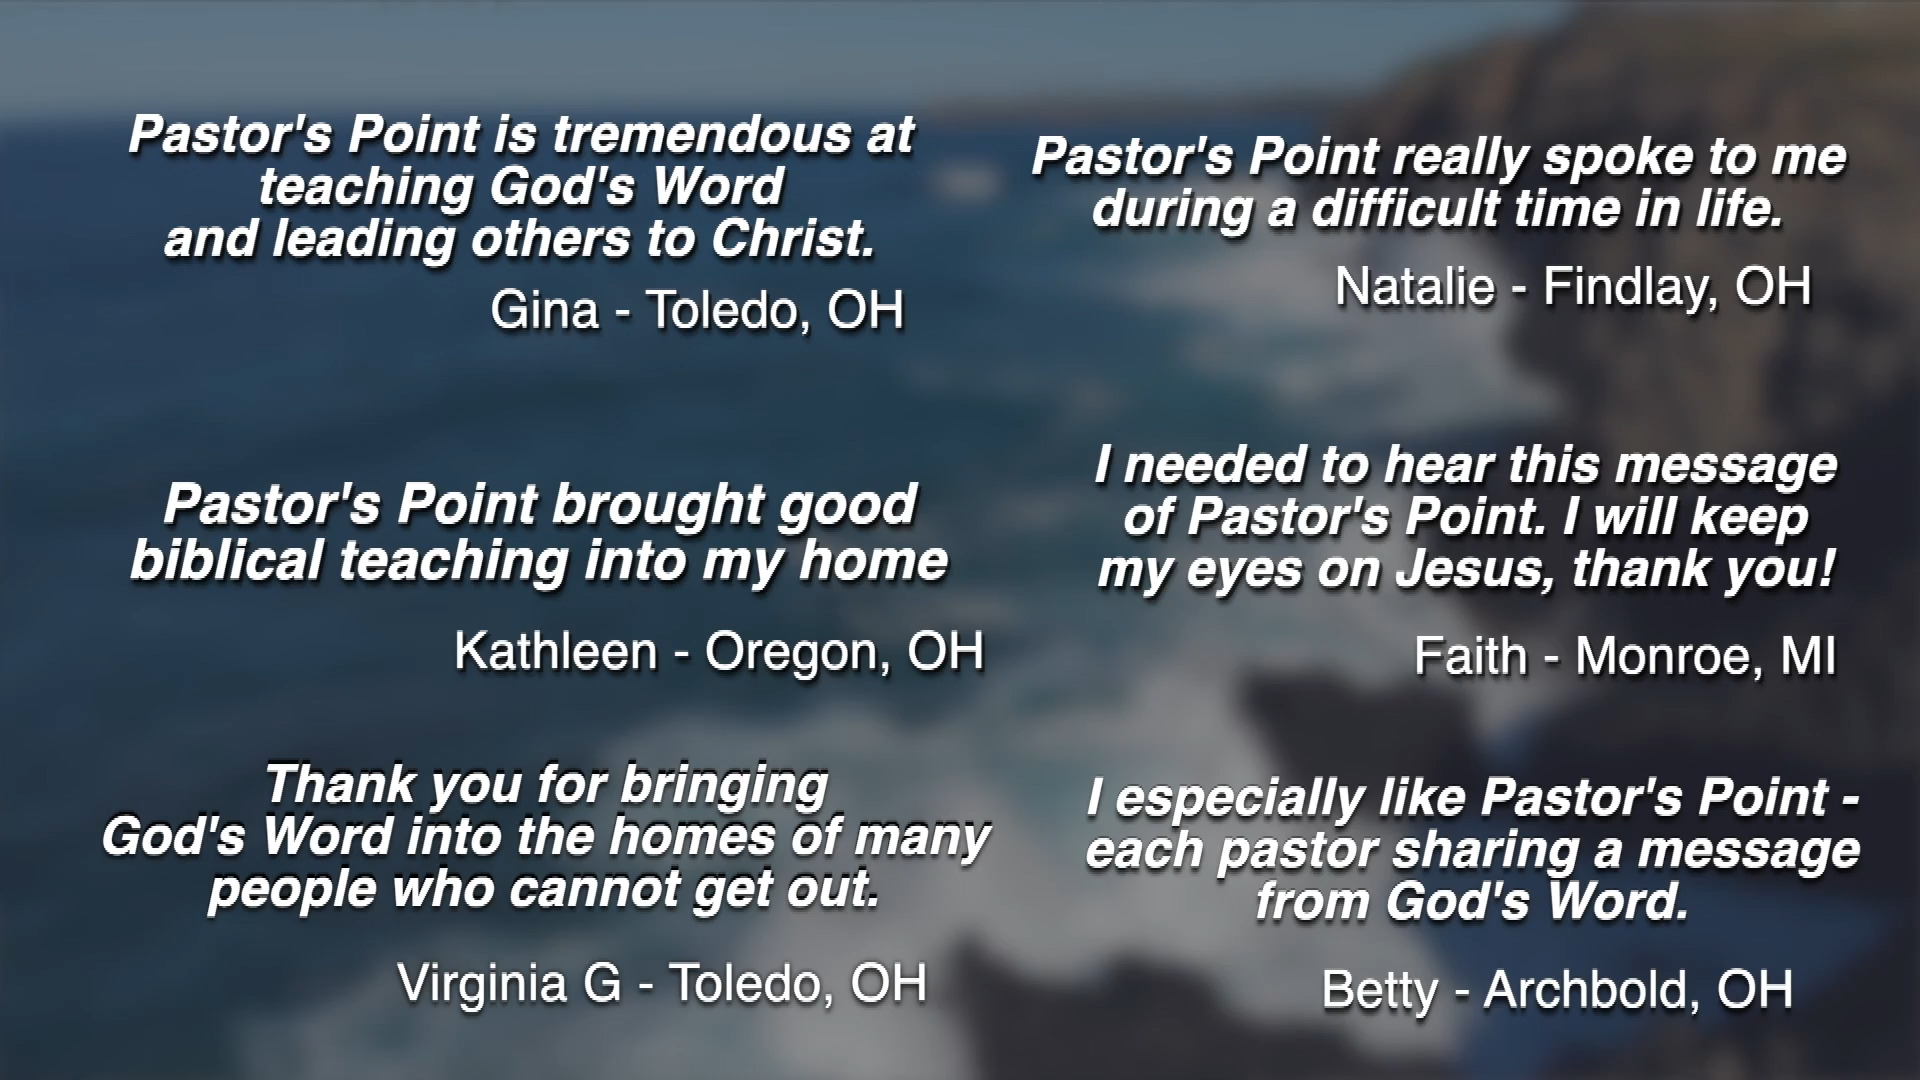 Pastor's Point is tremendous at
teaching God's Word
and leading others to Christ.
Gina - Toledo, OH
Pastor's Point really spoke to me
during a difficult time in life.
Natalie - Findlay, OH
Pastor's Point brought good
biblical teaching into my home
Kathleen - Oregon, OH
I needed to hear this message
of Pastor's Point. I will keep
my eyes on Jesus, thank you!
Faith - Monroe, MI
Thank you for bringing
God's Word into the homes of many
people who cannot get out.
Virginia G - Toledo, OH
I especially like Pastor's Point -
each pastor sharing a message
from God's Word.
Betty - Archbold, OH